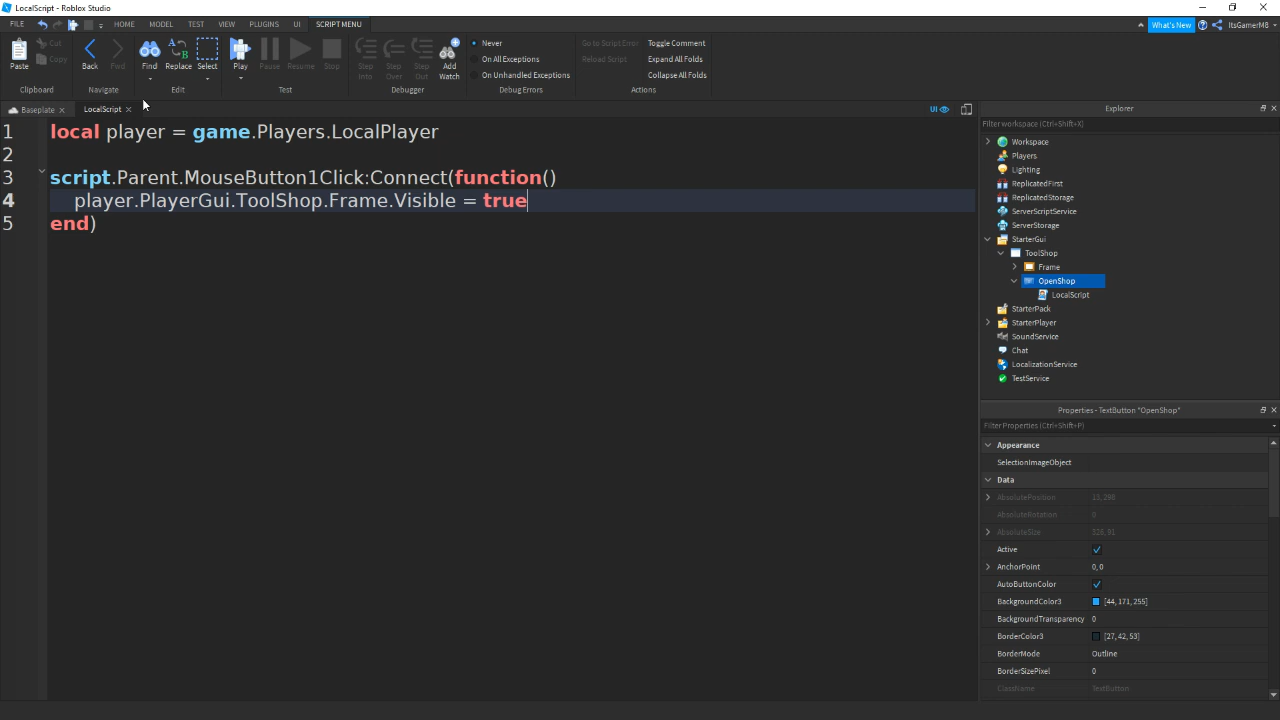 LocalScript - Roblox Studio
FILE HOME MODEL TEST VIEW PLUGINS UI SCRIPT MENU What's New ItsGamerM8
Paste Cut Copy Clipboard
Back Fwd Navigate
Find Replace Select Edit
Play Pause Resume Stop Test
Step Into Step Over Step Out Add Watch Debugger
Never
On All Exceptions
On Unhandled Exceptions
Debug Errors
Go to Script Error Toggle Comment
Reload Script Expand All Folds
Collapse All Folds
Actions
Baseplate LocalScript UI
1 local player = game.Players.LocalPlayer
2
3 script.Parent.MouseButton1Click:Connect(function()
4 player.PlayerGui.ToolShop.Frame.Visible = true
5 end)
Explorer
Filter workspace (Ctrl+Shift+X)
Workspace
Players
Lighting
ReplicatedFirst
ReplicatedStorage
ServerScriptService
ServerStorage
StarterGui
ToolShop
Frame
OpenShop
LocalScript
StarterPack
StarterPlayer
SoundService
Chat
LocalizationService
TestService
Properties - TextButton "OpenShop"
Filter Properties (Ctrl+Shift+P)
Appearance
SelectionImageObject
Data
AbsolutePosition 13, 298
AbsoluteRotation 0
AbsoluteSize 328, 91
Active
AnchorPoint 0, 0
AutoButtonColor
BackgroundColor3 [44, 171, 255]
BackgroundTransparency 0
BorderColor3 [27, 42, 53]
BorderMode Outline
BorderSizePixel 0
ClassName TextButton